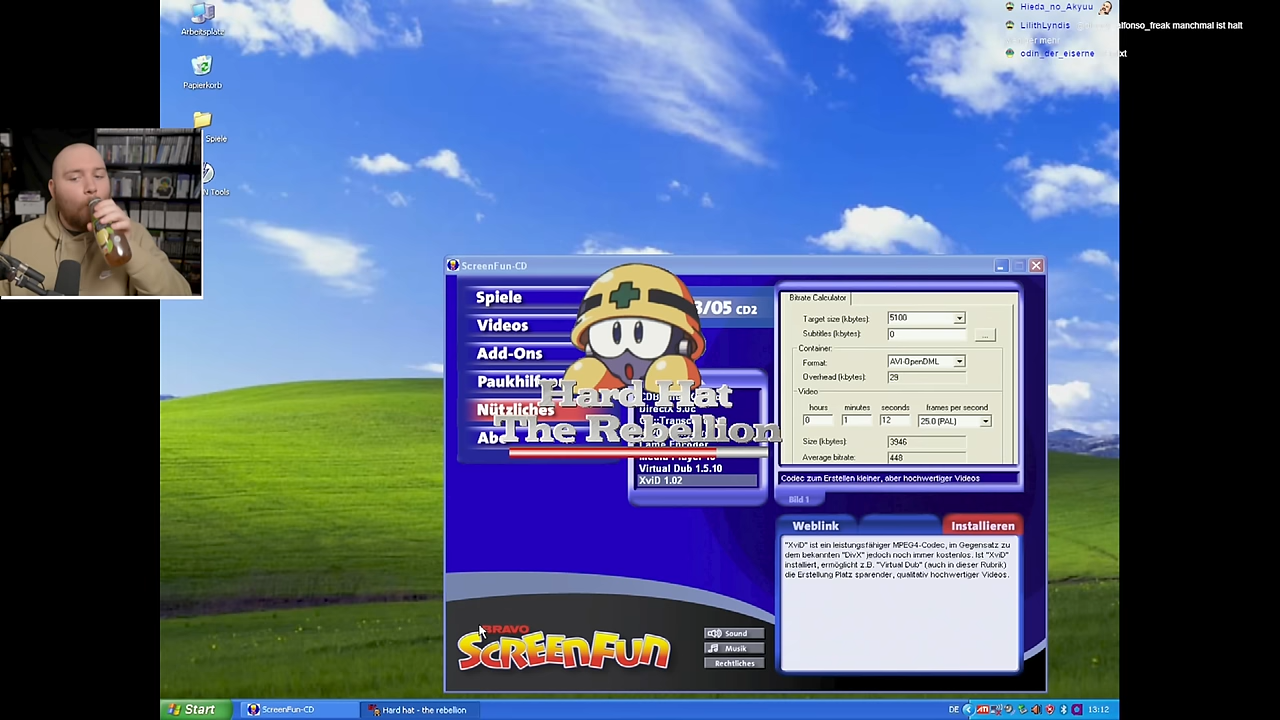 Hieda_no_Akyuu
LilithLyndis
alfonso_freak manchmal ist halt
odin_der_eiserne
Arbeitsplatz
Papierkorb
Spiele
Tools
ScreenFun-CD
Spiele
Videos
Add-Ons
Nützliches
/05 CD2
DirectX 9.0c
Virtual Dub 1.5.10
XviD 1.02
Hard Hat
The Rebellion
Bitrate Calculator
Target size (kbytes): 5100
Subtitles (kbytes): 0 ...
Container:
Format: AVI-OpenDML
Overhead (kbytes): 29
Video
hours minutes seconds frames per second
0 1 12 25.0 (PAL)
Size (kbytes): 3946
Average bitrate: 448
Codec zum Erstellen kleiner, aber hochwertiger Videos
Bild 1
Weblink Installieren
"XviD" ist ein leistungsfähiger MPEG4-Codec, im Gegensatz zu
dem bekannten "DivX" jedoch noch immer kostenlos. Ist "XviD"
installiert, ermöglicht z.B. "Virtual Dub" (auch in dieser Rubrik)
die Erstellung Platz sparender, qualitativ hochwertiger Videos.
BRAVO
SCREENFUN
Sound
Musik
Rechtliches
Start ScreenFun-CD Hard hat - the rebellion DE 13:12